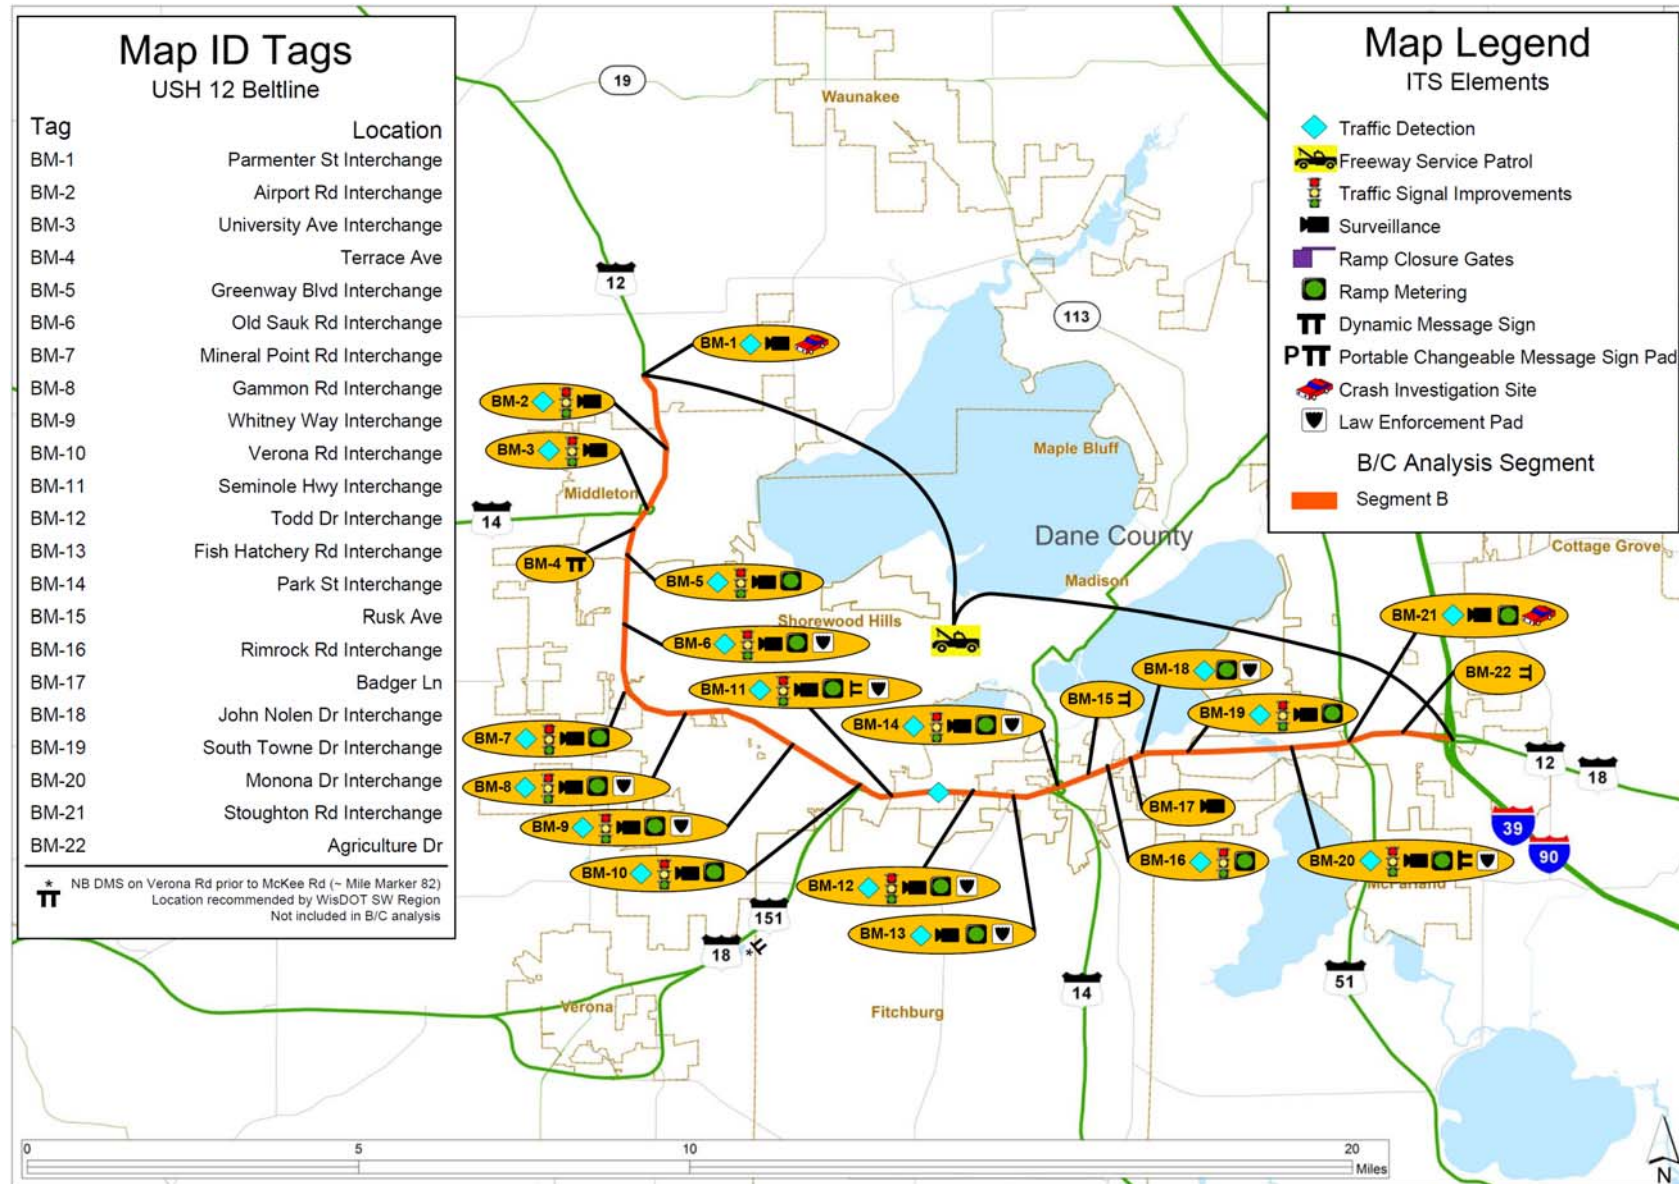 Map ID Tags
USH 12 Beltline
Tag Location
BM-1 Parmenter St Interchange
BM-2 Airport Rd Interchange
BM-3 University Ave Interchange
BM-4 Terrace Ave
BM-5 Greenway Blvd Interchange
BM-6 Old Sauk Rd Interchange
BM-7 Mineral Point Rd Interchange
BM-8 Gammon Rd Interchange
BM-9 Whitney Way Interchange
BM-10 Verona Rd Interchange
BM-11 Seminole Hwy Interchange
BM-12 Todd Dr Interchange
BM-13 Fish Hatchery Rd Interchange
BM-14 Park St Interchange
BM-15 Rusk Ave
BM-16 Rimrock Rd Interchange
BM-17 Badger Ln
BM-18 John Nolen Dr Interchange
BM-19 South Towne Dr Interchange
BM-20 Monona Dr Interchange
BM-21 Stoughton Rd Interchange
BM-22 Agriculture Dr
* NB DMS on Verona Rd prior to McKee Rd (~ Mile Marker 82)
Location recommended by WisDOT SW Region
Not included in B/C analysis
Map Legend
ITS Elements
Traffic Detection
Freeway Service Patrol
Traffic Signal Improvements
Surveillance
Ramp Closure Gates
Ramp Metering
Dynamic Message Sign
P Portable Changeable Message Sign Pad
Crash Investigation Site
Law Enforcement Pad
B/C Analysis Segment
Segment B
19
Waunakee
12
113
BM-1
BM-2
BM-3
Maple Bluff
Middleton
14
Dane County
Cottage Grove
BM-4
BM-5
Madison
Shorewood Hills
BM-21
BM-6
BM-18
BM-22
BM-11
BM-15
BM-14
BM-19
BM-7
12
18
BM-8
BM-17
BM-9
39
90
BM-10
BM-16
BM-20
BM-12
McFarland
151
BM-13
18
*
14
51
Verona
Fitchburg
0 5 10 20
Miles
N